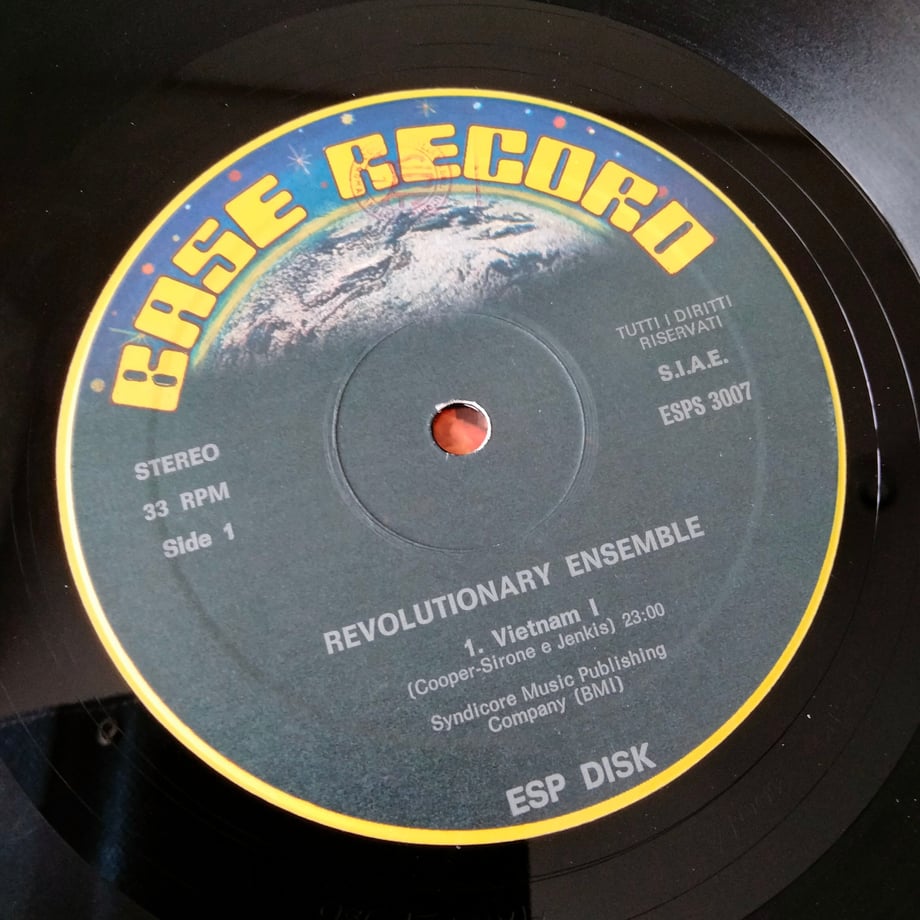 BASE RECORD
TUTTI I DIRITTI
RISERVATI
S.I.A.E.
ESPS 3007
STEREO
33 RPM
Side 1
REVOLUTIONARY ENSEMBLE
1. Vietnam I
(Cooper-Sirone e Jenkis) 23:00
Syndicore Music Publishing
Company (BMI)
ESP DISK